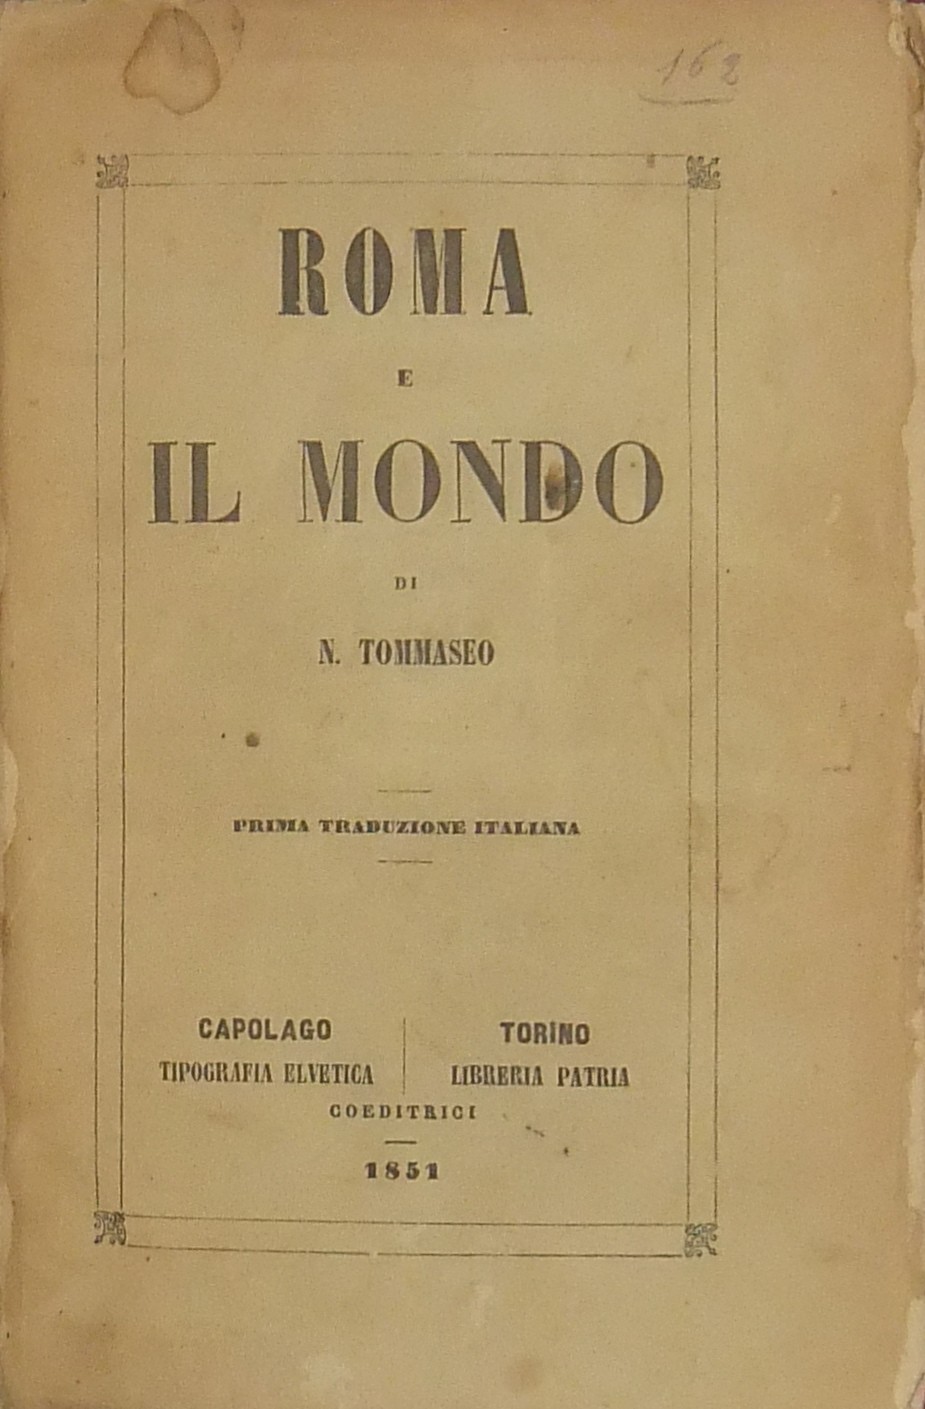 162
ROMA
E
IL MONDO
DI
N. TOMMASEO
PRIMA TRADUZIONE ITALIANA
CAPOLAGO
TIPOGRAFIA ELVETICA
TORINO
LIBRERIA PATRIA
COEDITRICI
1851